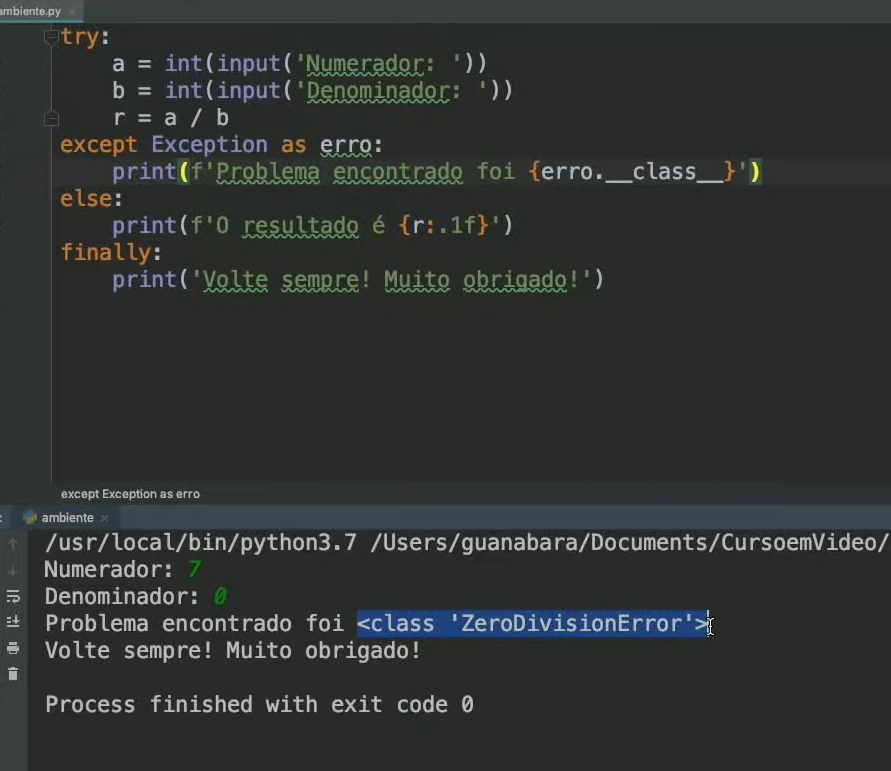 ambiente.py
try:
    a = int(input('Numerador: '))
    b = int(input('Denominador: '))
    r = a / b
except Exception as erro:
    print(f'Problema encontrado foi {erro.__class__}')
else:
    print(f'O resultado é {r:.1f}')
finally:
    print('Volte sempre! Muito obrigado!')
except Exception as erro
ambiente
/usr/local/bin/python3.7 /Users/guanabara/Documents/CursoemVideo/
Numerador: 7
Denominador: 0
Problema encontrado foi <class 'ZeroDivisionError'>
Volte sempre! Muito obrigado!
Process finished with exit code 0